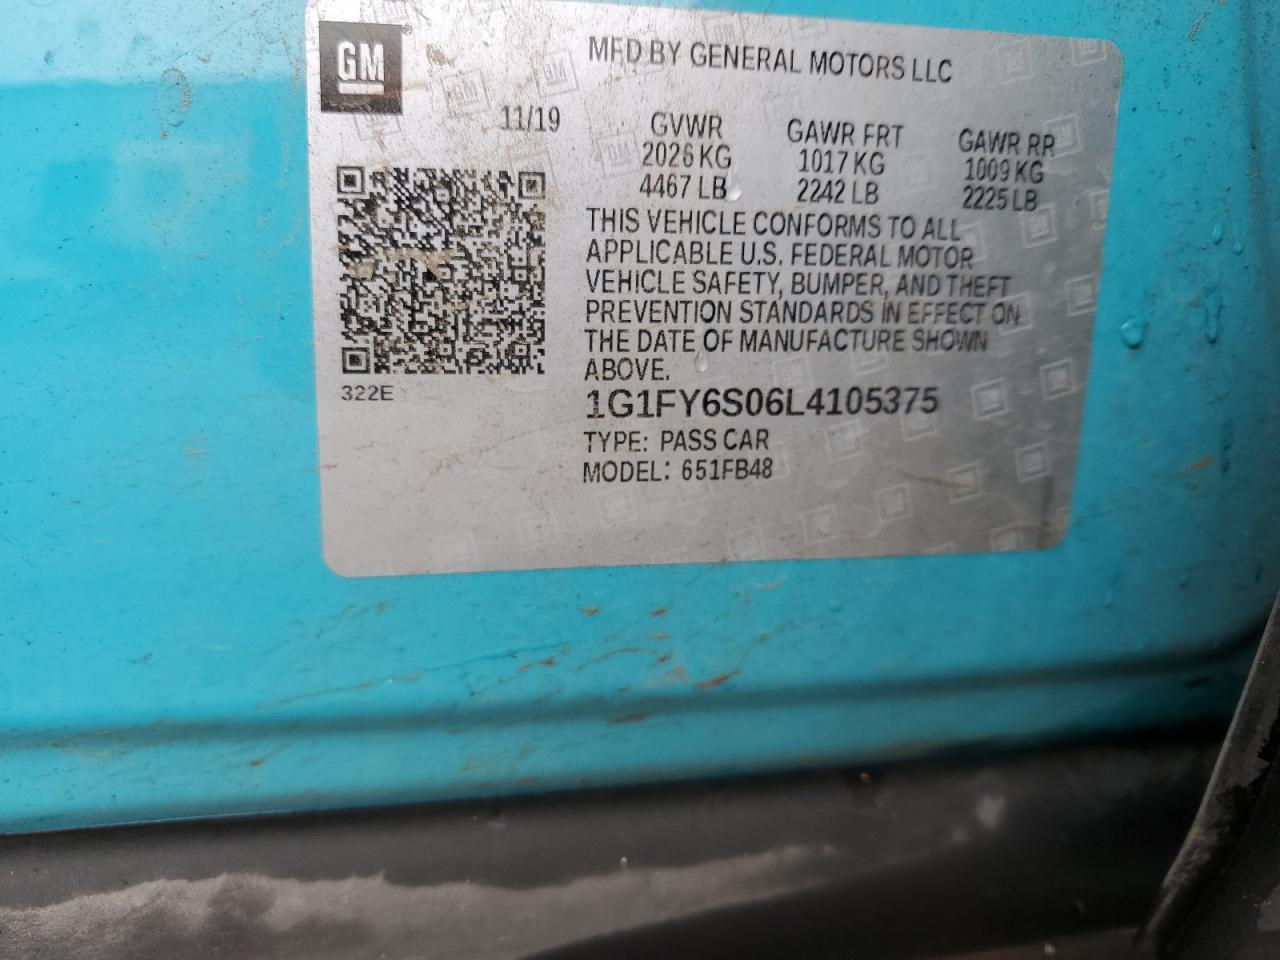 GM
MFD BY GENERAL MOTORS LLC
11/19
GVWR GAWR FRT GAWR RR
2026 KG 1017 KG 1009 KG
4467 LB 2242 LB 2225 LB
THIS VEHICLE CONFORMS TO ALL
APPLICABLE U.S. FEDERAL MOTOR
VEHICLE SAFETY, BUMPER, AND THEFT
PREVENTION STANDARDS IN EFFECT ON
THE DATE OF MANUFACTURE SHOWN
ABOVE.
322E
1G1FY6S06L4105375
TYPE: PASS CAR
MODEL: 651FB48